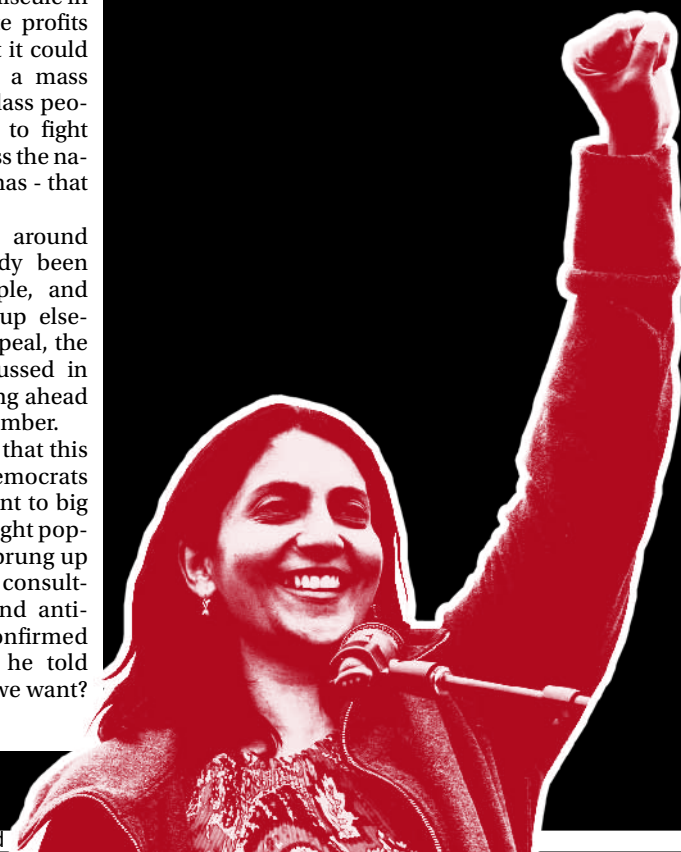 e profits
it could
a mass
lass peo-
to fight
ss the na-
nas - that
around
dy been
ple, and
up else-
peal, the
ussed in
ng ahead
mber.
that this
emocrats
nt to big
ght pop-
prung up
consult-
nd anti-
onfirmed
he told
we want?